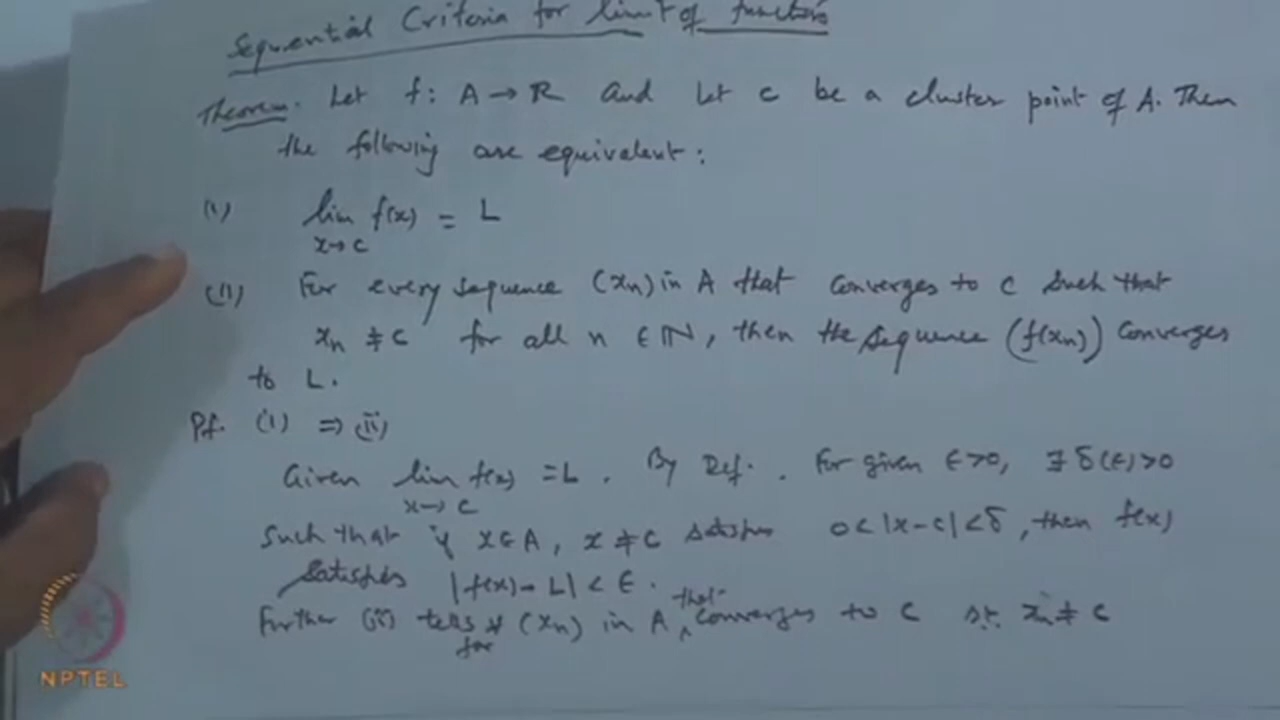 Sequential Criteria for limit of functions
Theorem. Let f: A → R and let c be a cluster point of A. Then
the following are equivalent:
(i) lim f(x) = L
x→c
(ii) For every sequence (xn) in A that converges to c such that
xn ≠ c for all n ∈ IN, then the sequence (f(xn)) converges
to L.
Pf. (i) ⇒ (ii)
Given lim f(x) = L. By Def. For given ε>0, ∃ δ(ε)>0
x→c
Such that if x∈A, x ≠ c satisfies 0<|x-c|<δ, then f(x)
satisfies |f(x)-L| < ε.
that
Further (ii) tells (xn) in A ^ converges to c s.t. xn ≠ c
for
NPTEL